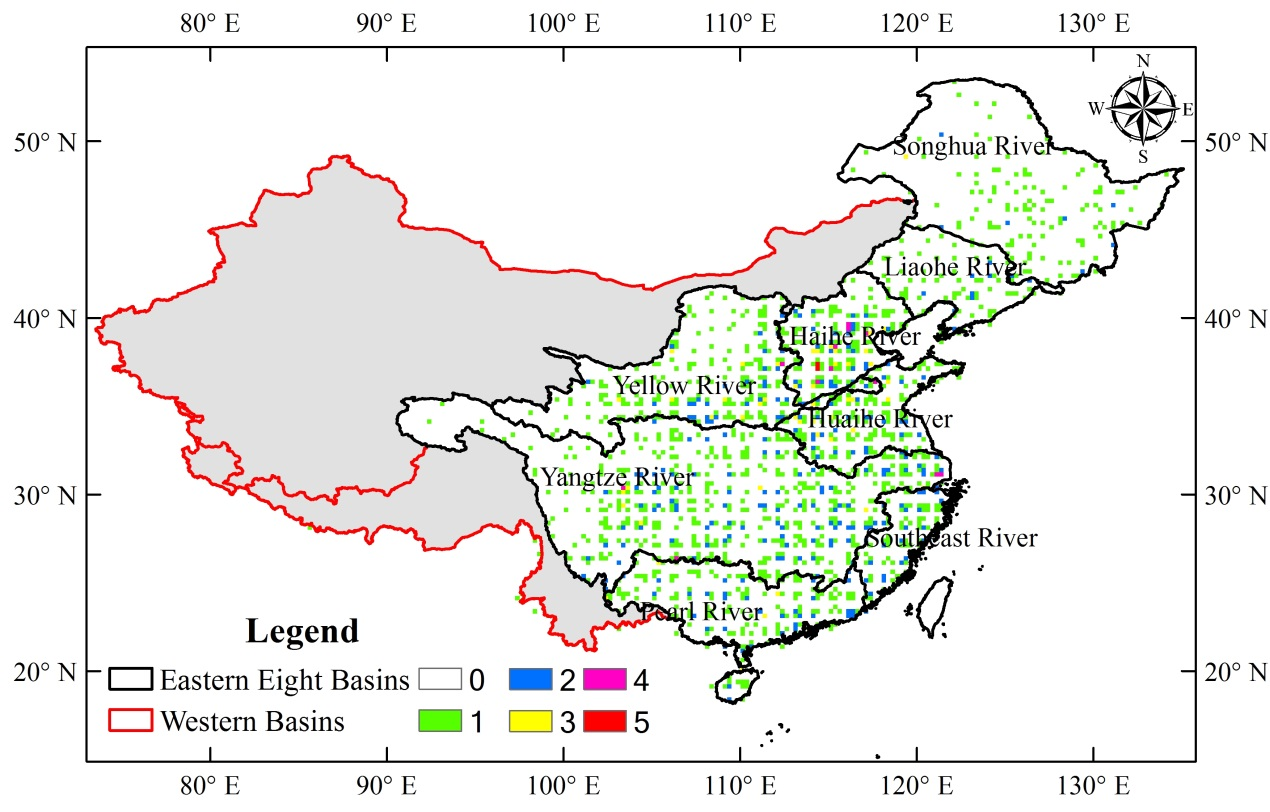 80° E 90° E 100° E 110° E 120° E 130° E
N
W E
S
50° N 50° N
Songhua River
Liaohe River
40° N 40° N
Haihe River
Yellow River
Huaihe River
Yangtze River
30° N 30° N
Southeast River
Pearl River
Legend
20° N 20° N
Eastern Eight Basins 0 2 4
Western Basins 1 3 5
80° E 90° E 100° E 110° E 120° E 130° E